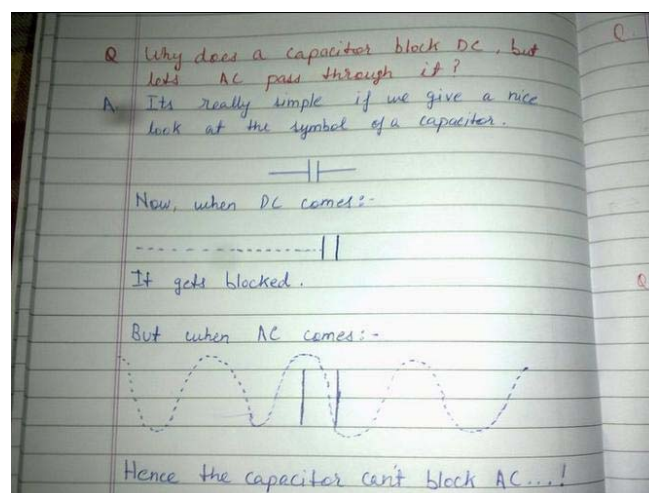 Q Why does a capacitor block DC, but
lets AC pass through it?
A. Its really simple if we give a nice
look at the symbol of a capacitor.
Now, when DC comes:-
It gets blocked.
But when AC comes:-
Hence the capacitor can't block AC...!
Q.
Q